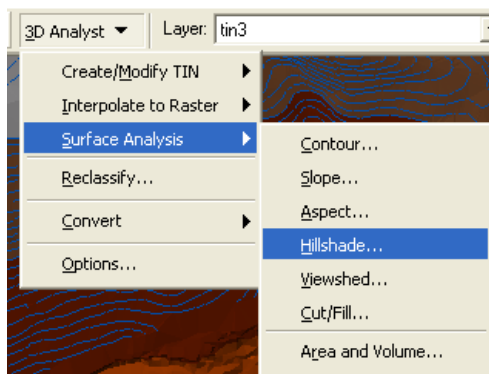 3D Analyst Layer: tin3
Create/Modify TIN
Interpolate to Raster
Surface Analysis
Reclassify...
Convert
Options...
Contour...
Slope...
Aspect...
Hillshade...
Viewshed...
Cut/Fill...
Area and Volume...